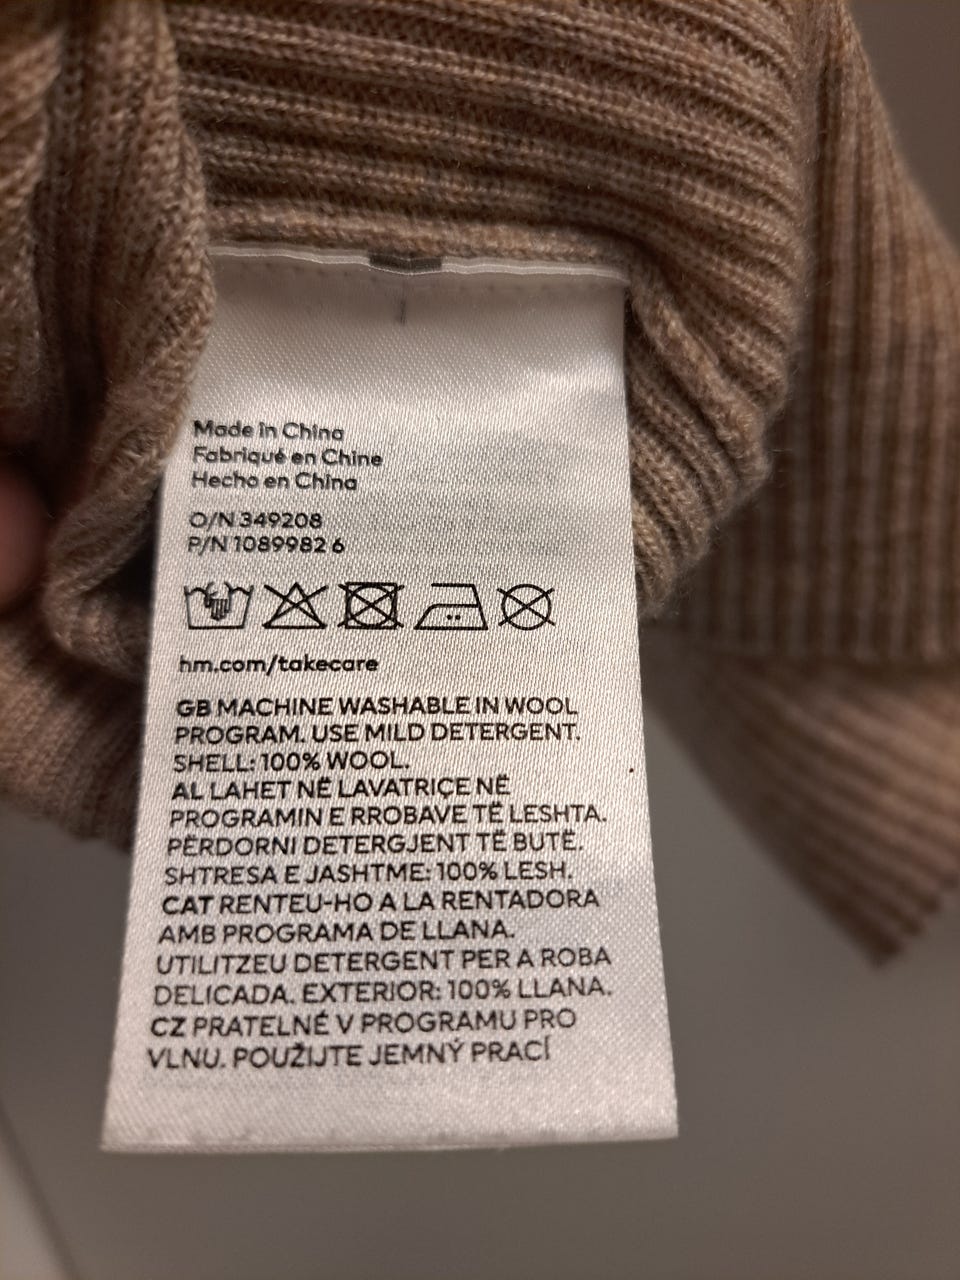 Made in China
Fabriqué en Chine
Hecho en China
O/N 349208
P/N 1089982 6
hm.com/takecare
GB MACHINE WASHABLE IN WOOL
PROGRAM. USE MILD DETERGENT.
SHELL: 100% WOOL.
AL LAHET NË LAVATRIÇE NË
PROGRAMIN E RROBAVE TË LESHTA.
PËRDORNI DETERGJENT TË BUTË.
SHTRESA E JASHTME: 100% LESH.
CAT RENTEU-HO A LA RENTADORA
AMB PROGRAMA DE LLANA.
UTILITZEU DETERGENT PER A ROBA
DELICADA. EXTERIOR: 100% LLANA.
CZ PRATELNÉ V PROGRAMU PRO
VLNU. POUŽIJTE JEMNÝ PRACÍ